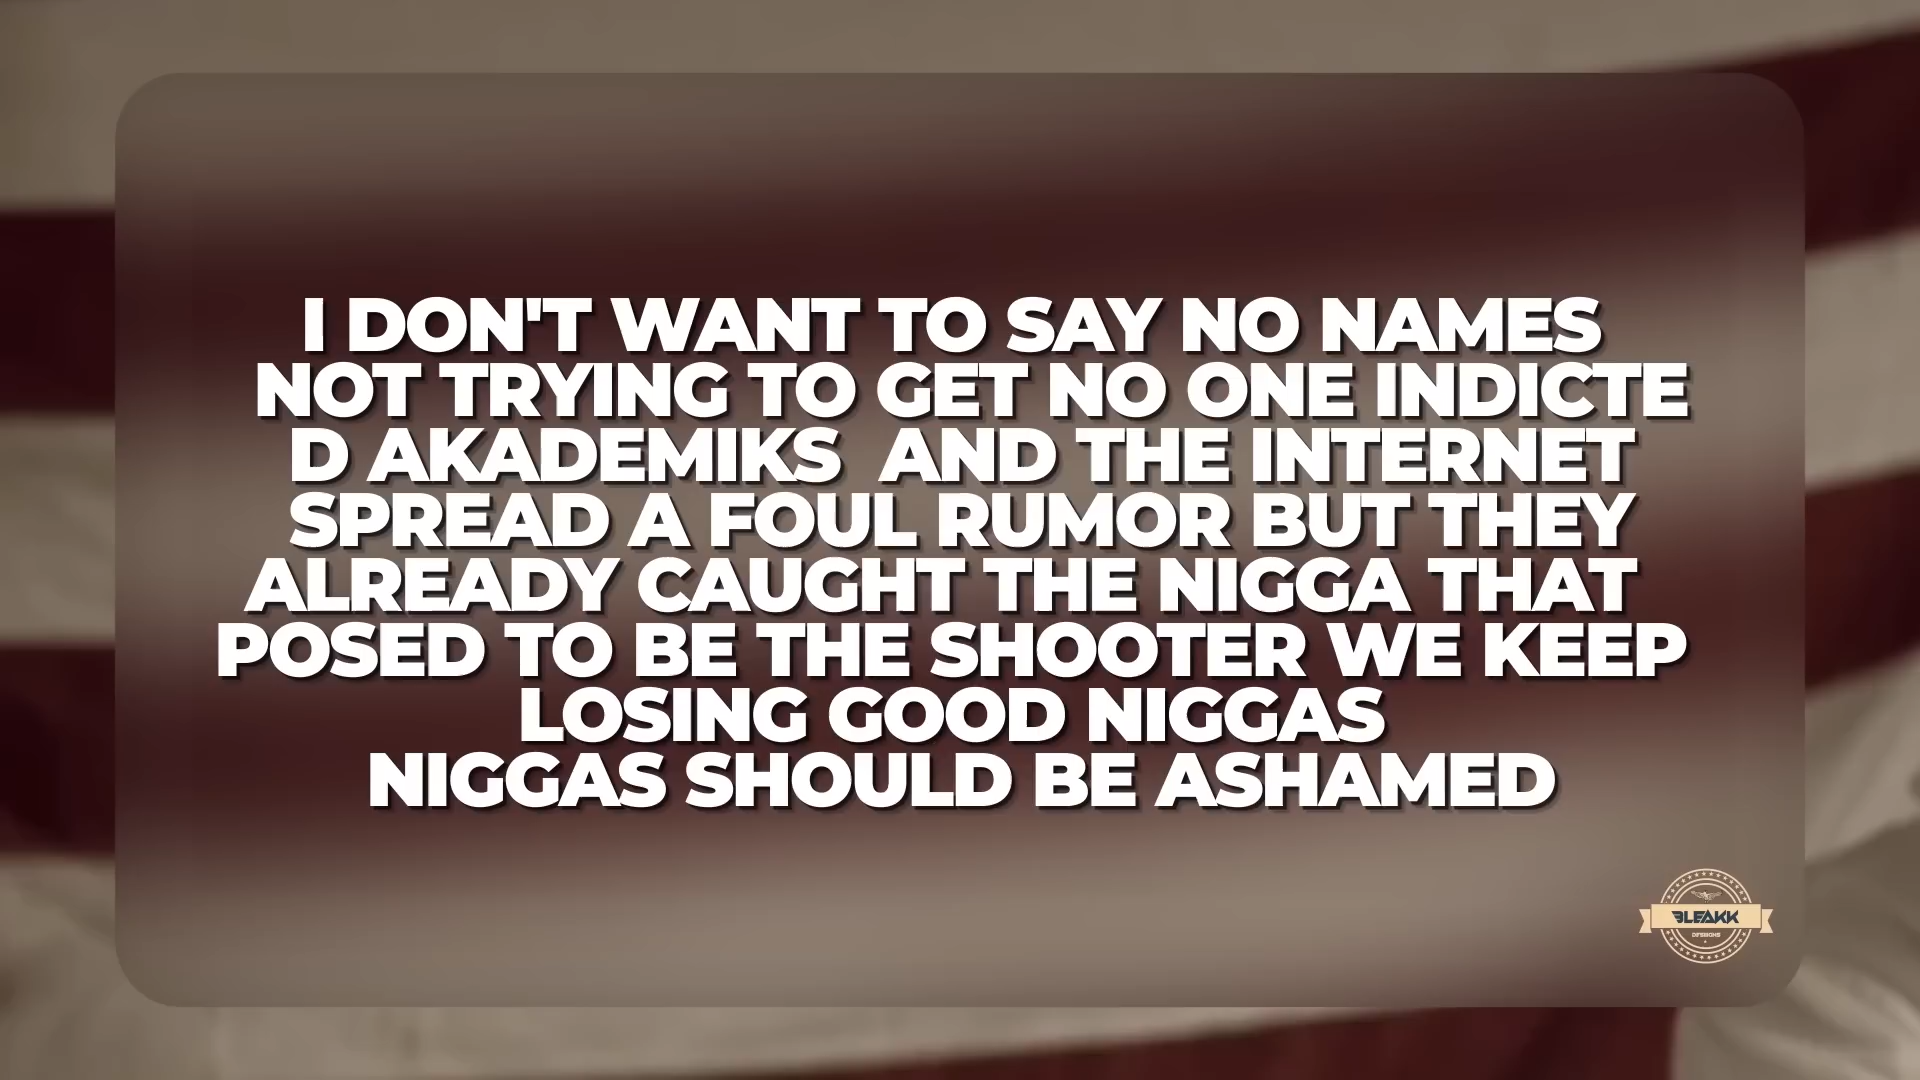 I DON'T WANT TO SAY NO NAMES
NOT TRYING TO GET NO ONE INDICTE
D AKADEMIKS AND THE INTERNET
SPREAD A FOUL RUMOR BUT THEY
ALREADY CAUGHT THE NIGGA THAT
POSED TO BE THE SHOOTER WE KEEP
LOSING GOOD NIGGAS
NIGGAS SHOULD BE ASHAMED
BLEAKK
DESIGNS